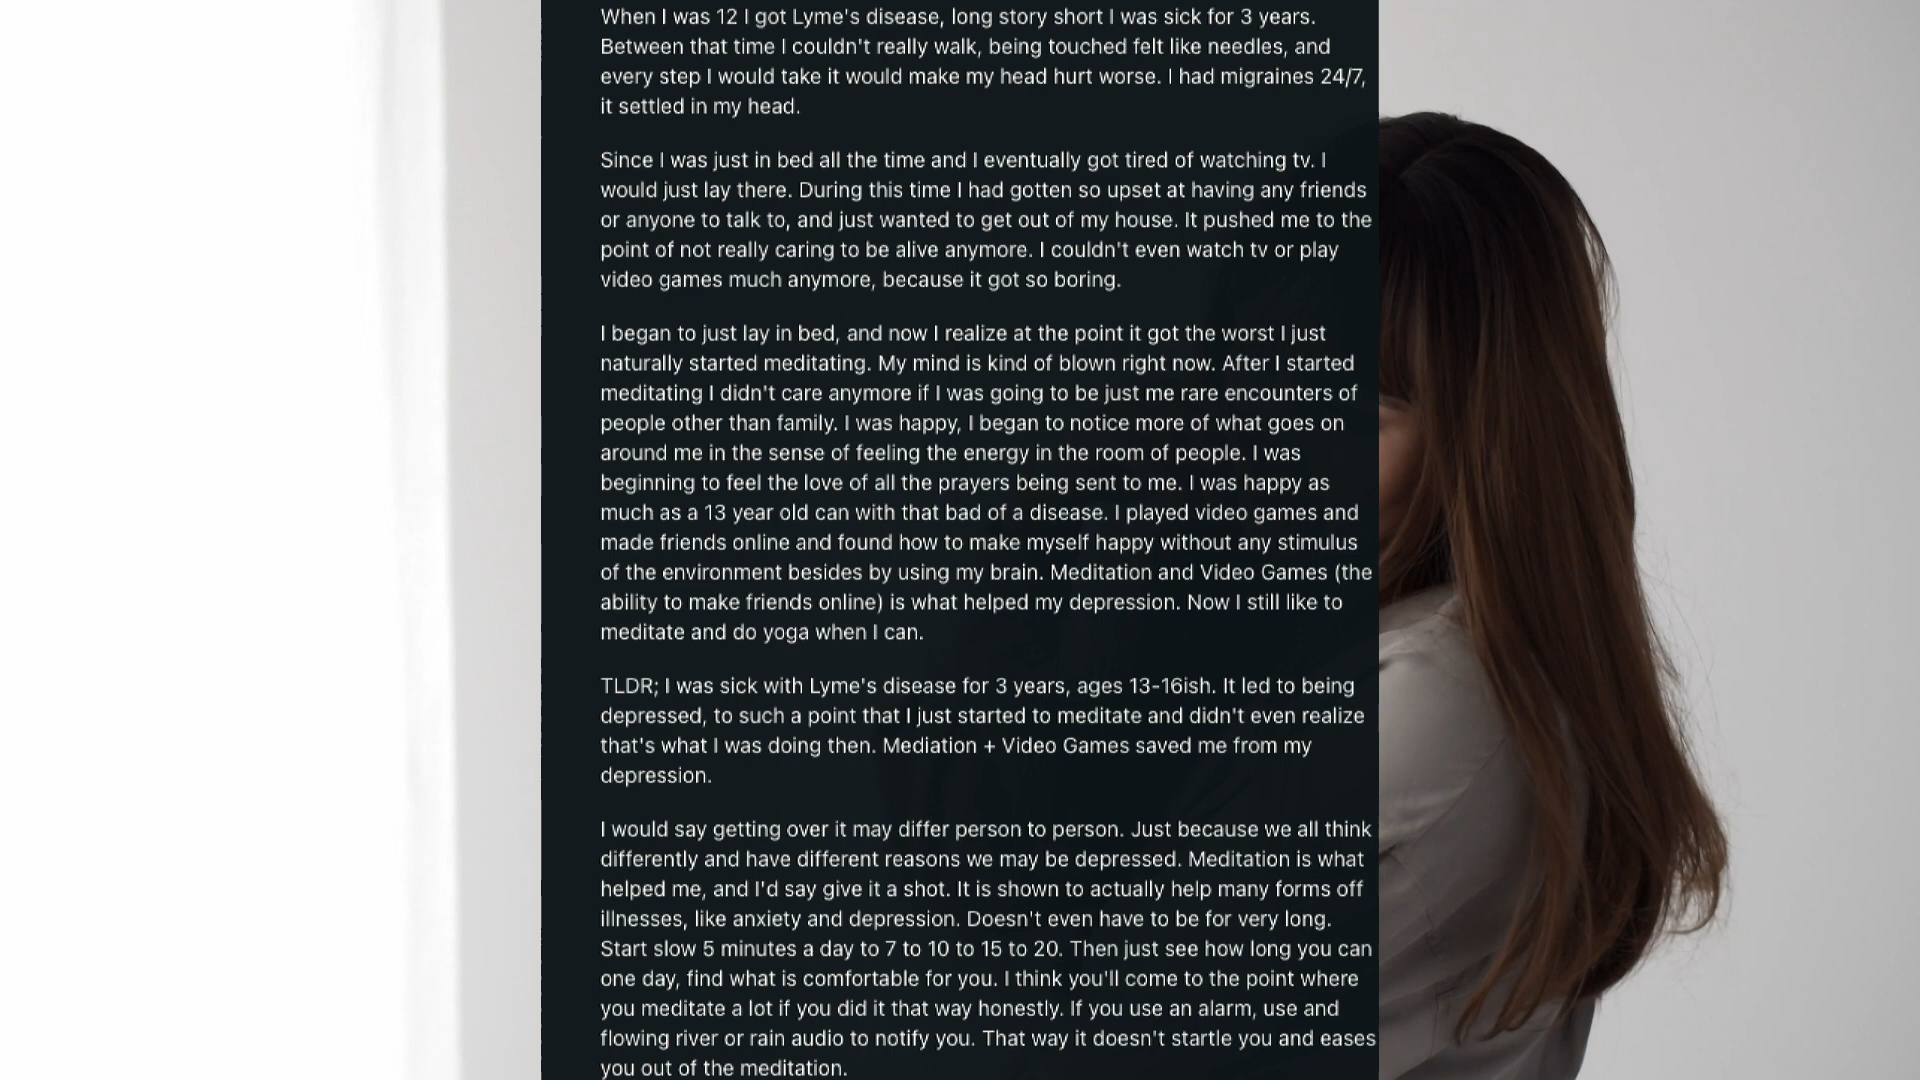 When I was 12 I got Lyme's disease, long story short I was sick for 3 years.
Between that time I couldn't really walk, being touched felt like needles, and
every step I would take it would make my head hurt worse. I had migraines 24/7,
it settled in my head.
Since I was just in bed all the time and I eventually got tired of watching tv. I
would just lay there. During this time I had gotten so upset at having any friends
or anyone to talk to, and just wanted to get out of my house. It pushed me to the
point of not really caring to be alive anymore. I couldn't even watch tv or play
video games much anymore, because it got so boring.
I began to just lay in bed, and now I realize at the point it got the worst I just
naturally started meditating. My mind is kind of blown right now. After I started
meditating I didn't care anymore if I was going to be just me rare encounters of
people other than family. I was happy, I began to notice more of what goes on
around me in the sense of feeling the energy in the room of people. I was
beginning to feel the love of all the prayers being sent to me. I was happy as
much as a 13 year old can with that bad of a disease. I played video games and
made friends online and found how to make myself happy without any stimulus
of the environment besides by using my brain. Meditation and Video Games (the
ability to make friends online) is what helped my depression. Now I still like to
meditate and do yoga when I can.
TLDR; I was sick with Lyme's disease for 3 years, ages 13-16ish. It led to being
depressed, to such a point that I just started to meditate and didn't even realize
that's what I was doing then. Mediation + Video Games saved me from my
depression.
I would say getting over it may differ person to person. Just because we all think
differently and have different reasons we may be depressed. Meditation is what
helped me, and I'd say give it a shot. It is shown to actually help many forms off
illnesses, like anxiety and depression. Doesn't even have to be for very long.
Start slow 5 minutes a day to 7 to 10 to 15 to 20. Then just see how long you can
one day, find what is comfortable for you. I think you'll come to the point where
you meditate a lot if you did it that way honestly. If you use an alarm, use and
flowing river or rain audio to notify you. That way it doesn't startle you and eases
you out of the meditation.